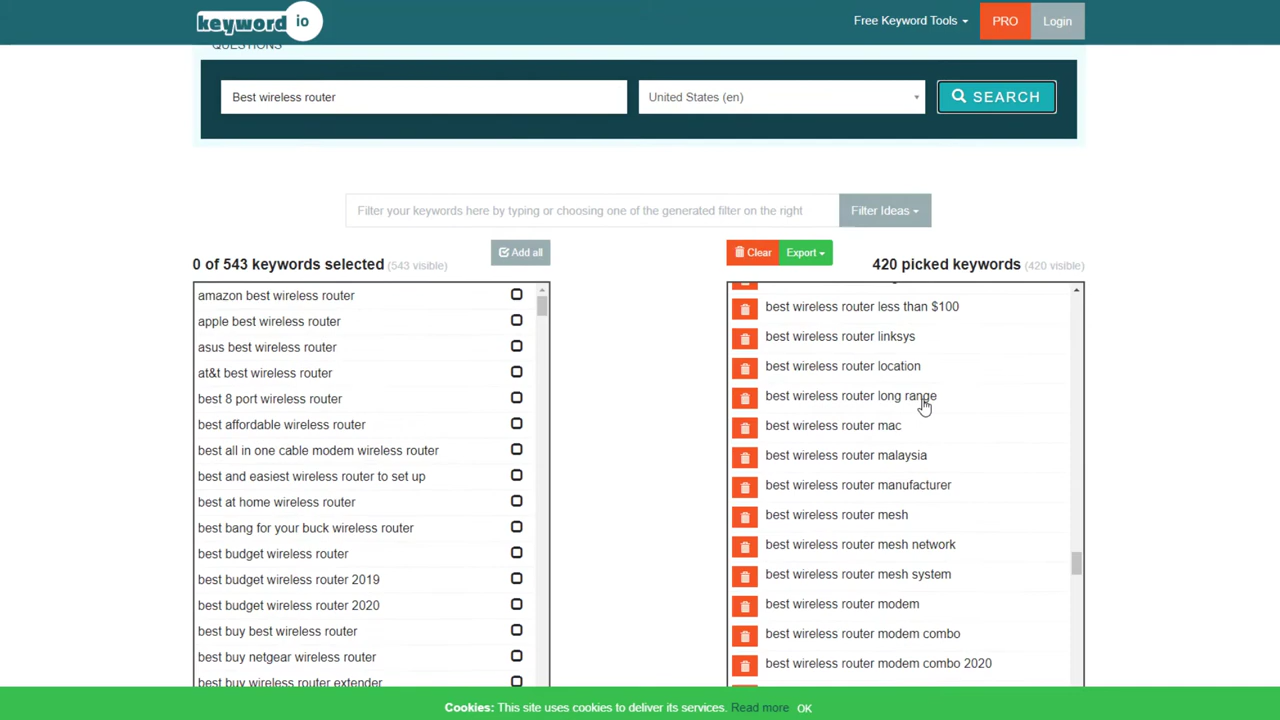 keyword io
Free Keyword Tools
PRO
Login
QUESTIONS
Best wireless router
United States (en)
SEARCH
Filter your keywords here by typing or choosing one of the generated filter on the right
Filter Ideas
0 of 543 keywords selected (543 visible)
Add all
Clear
Export
420 picked keywords (420 visible)
amazon best wireless router
apple best wireless router
asus best wireless router
at&t best wireless router
best 8 port wireless router
best affordable wireless router
best all in one cable modem wireless router
best and easiest wireless router to set up
best at home wireless router
best bang for your buck wireless router
best budget wireless router
best budget wireless router 2019
best budget wireless router 2020
best buy best wireless router
best buy netgear wireless router
best buy wireless router extender
best wireless router less than $100
best wireless router linksys
best wireless router location
best wireless router long range
best wireless router mac
best wireless router malaysia
best wireless router manufacturer
best wireless router mesh
best wireless router mesh network
best wireless router mesh system
best wireless router modem
best wireless router modem combo
best wireless router modem combo 2020
Cookies: This site uses cookies to deliver its services. Read more OK